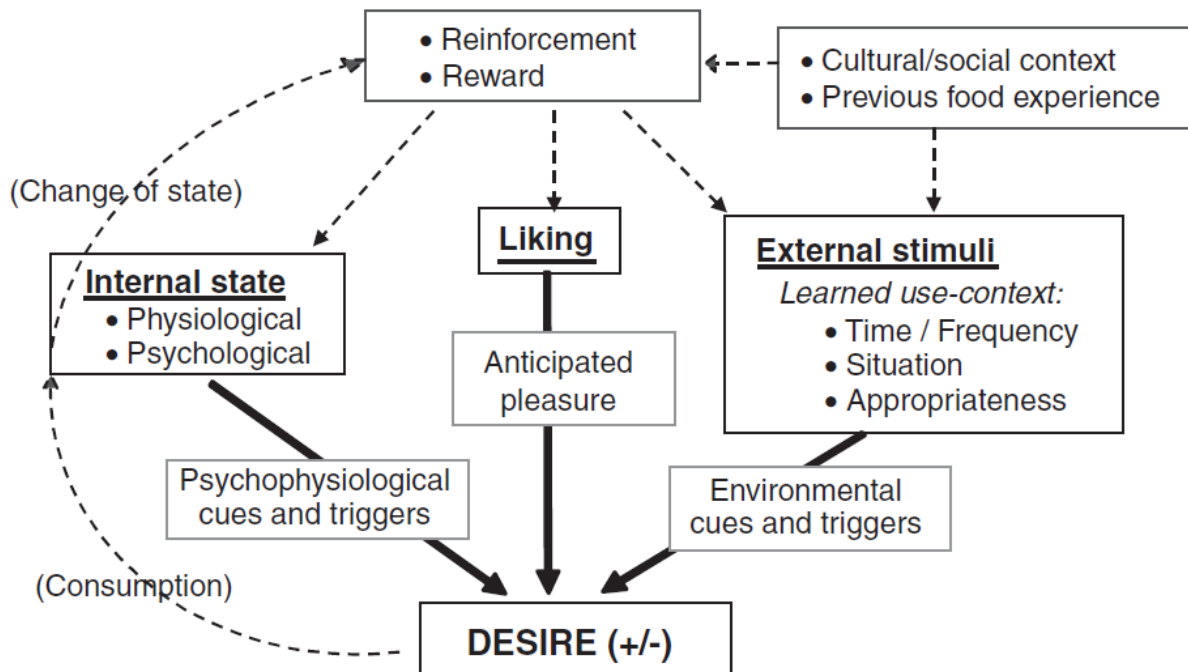 • Reinforcement
• Reward
• Cultural/social context
• Previous food experience
(Change of state)
Internal state
• Physiological
• Psychological
Liking
External stimuli
Learned use-context:
• Time / Frequency
• Situation
• Appropriateness
Anticipated
pleasure
Psychophysiological
cues and triggers
Environmental
cues and triggers
(Consumption)
DESIRE (+/-)